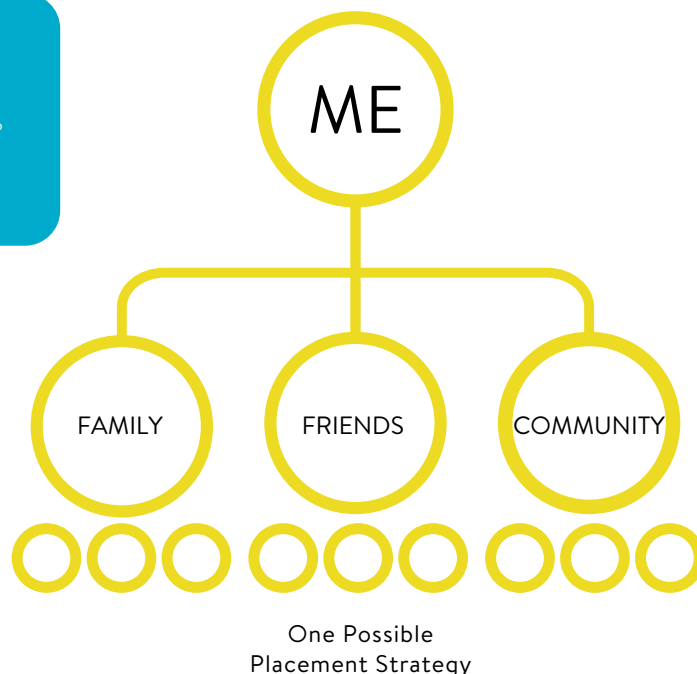 ME
FAMILY
FRIENDS
COMMUNITY
One Possible
Placement Strategy